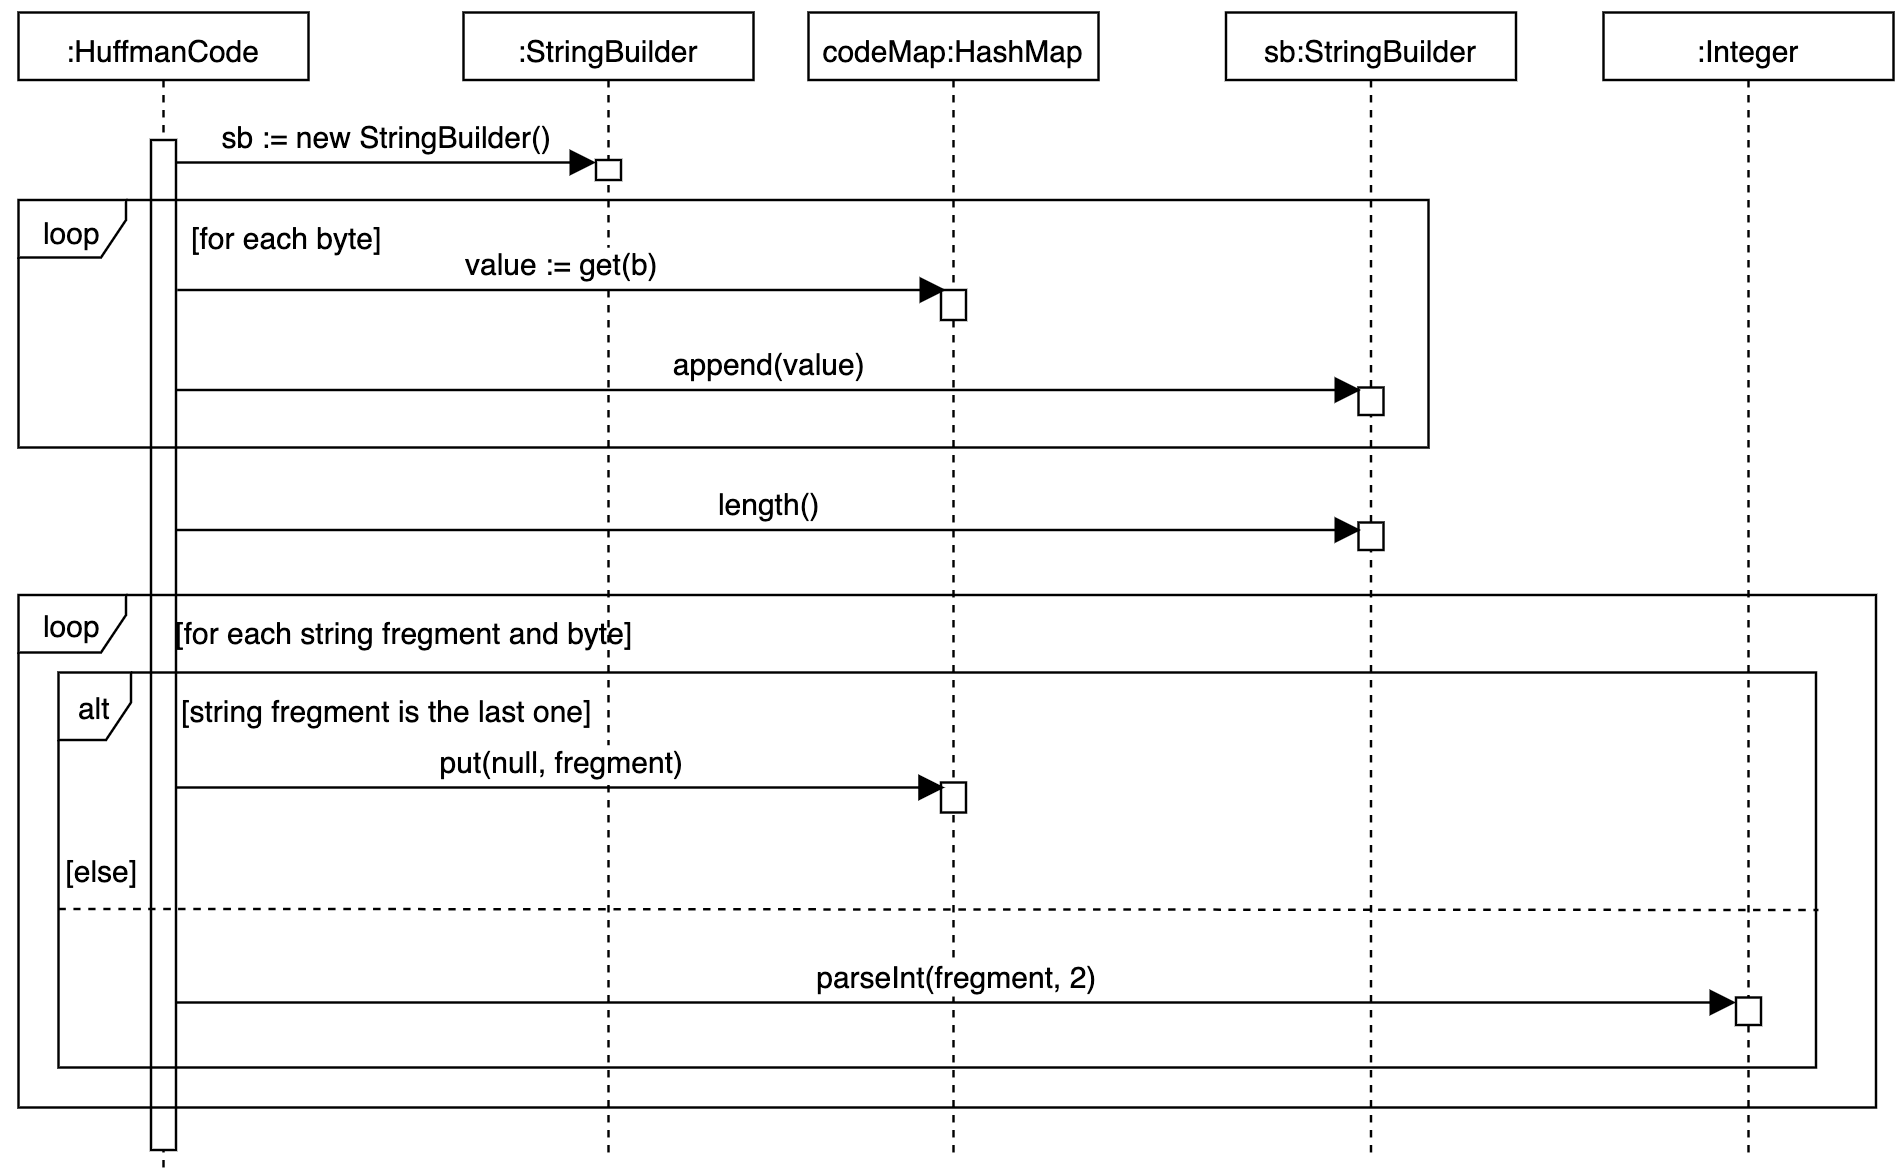 :HuffmanCode
:StringBuilder
codeMap:HashMap
sb:StringBuilder
:Integer
sb := new StringBuilder()
loop
[for each byte]
value := get(b)
append(value)
length()
loop
[for each string fregment and byte]
alt
[string fregment is the last one]
put(null, fregment)
[else]
parseInt(fregment, 2)